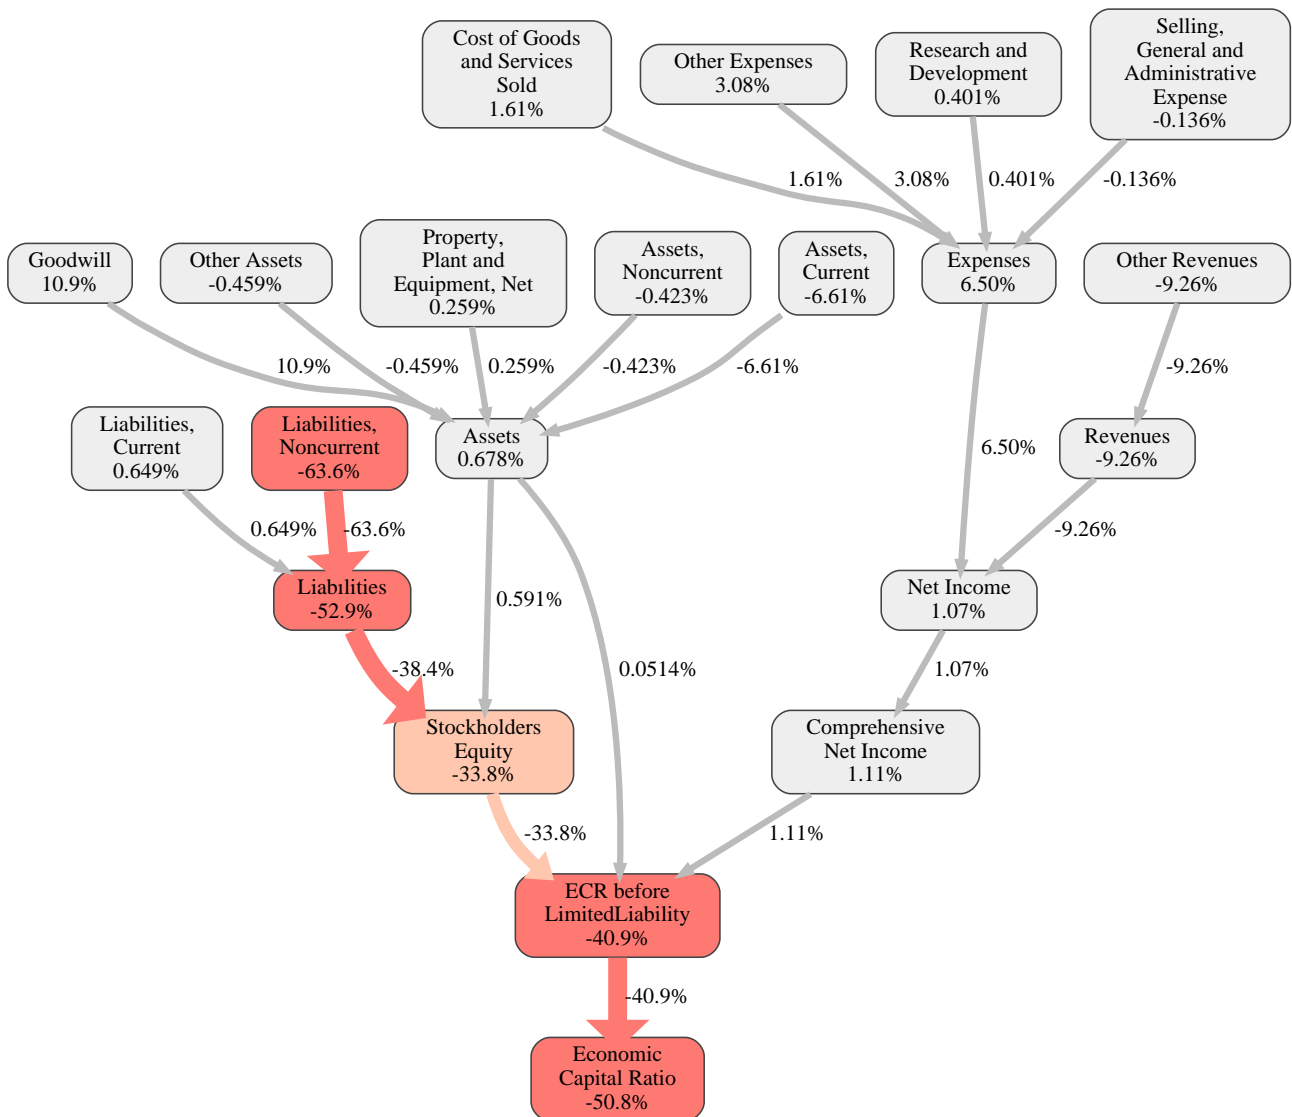 Cost of Goods
and Services
Sold
1.61%
Other Expenses
3.08%
Research and
Development
0.401%
Selling,
General and
Administrative
Expense
-0.136%
1.61%
3.08%
0.401%
-0.136%
Goodwill
10.9%
Other Assets
-0.459%
Property,
Plant and
Equipment, Net
0.259%
Assets,
Noncurrent
-0.423%
Assets,
Current
-6.61%
Expenses
6.50%
Other Revenues
-9.26%
10.9%
-0.459%
0.259%
-0.423%
-6.61%
-9.26%
Liabilities,
Current
0.649%
Liabilities,
Noncurrent
-63.6%
Assets
0.678%
6.50%
Revenues
-9.26%
0.649%
-63.6%
-9.26%
Liabilities
-52.9%
0.591%
Net Income
1.07%
-38.4%
0.0514%
1.07%
Stockholders
Equity
-33.8%
Comprehensive
Net Income
1.11%
-33.8%
1.11%
ECR before
LimitedLiability
-40.9%
-40.9%
Economic
Capital Ratio
-50.8%